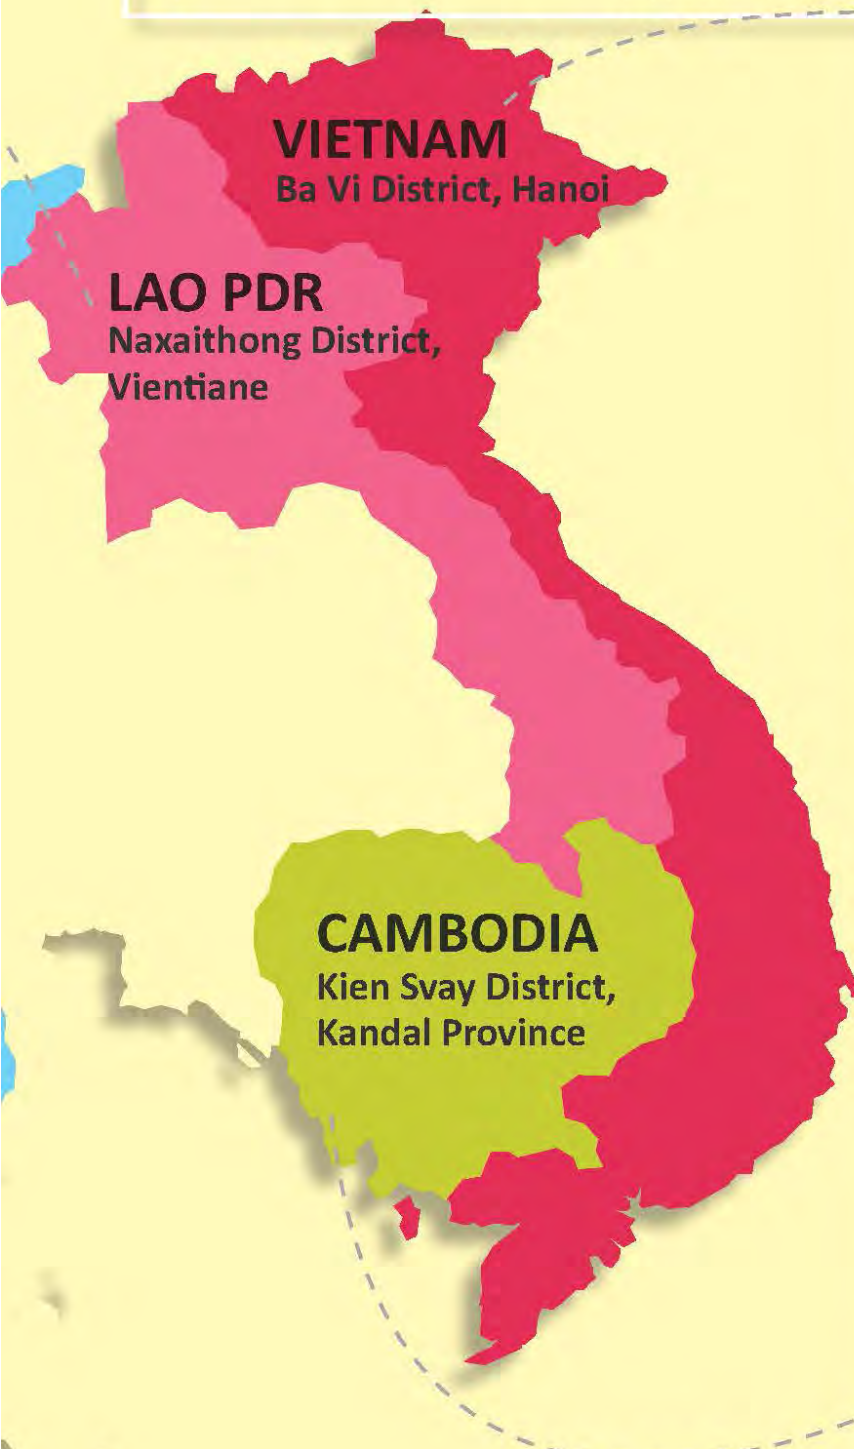 VIETNAM
Ba Vi District, Hanoi
LAO PDR
Naxaithong District,
Vientiane
CAMBODIA
Kien Svay District,
Kandal Province